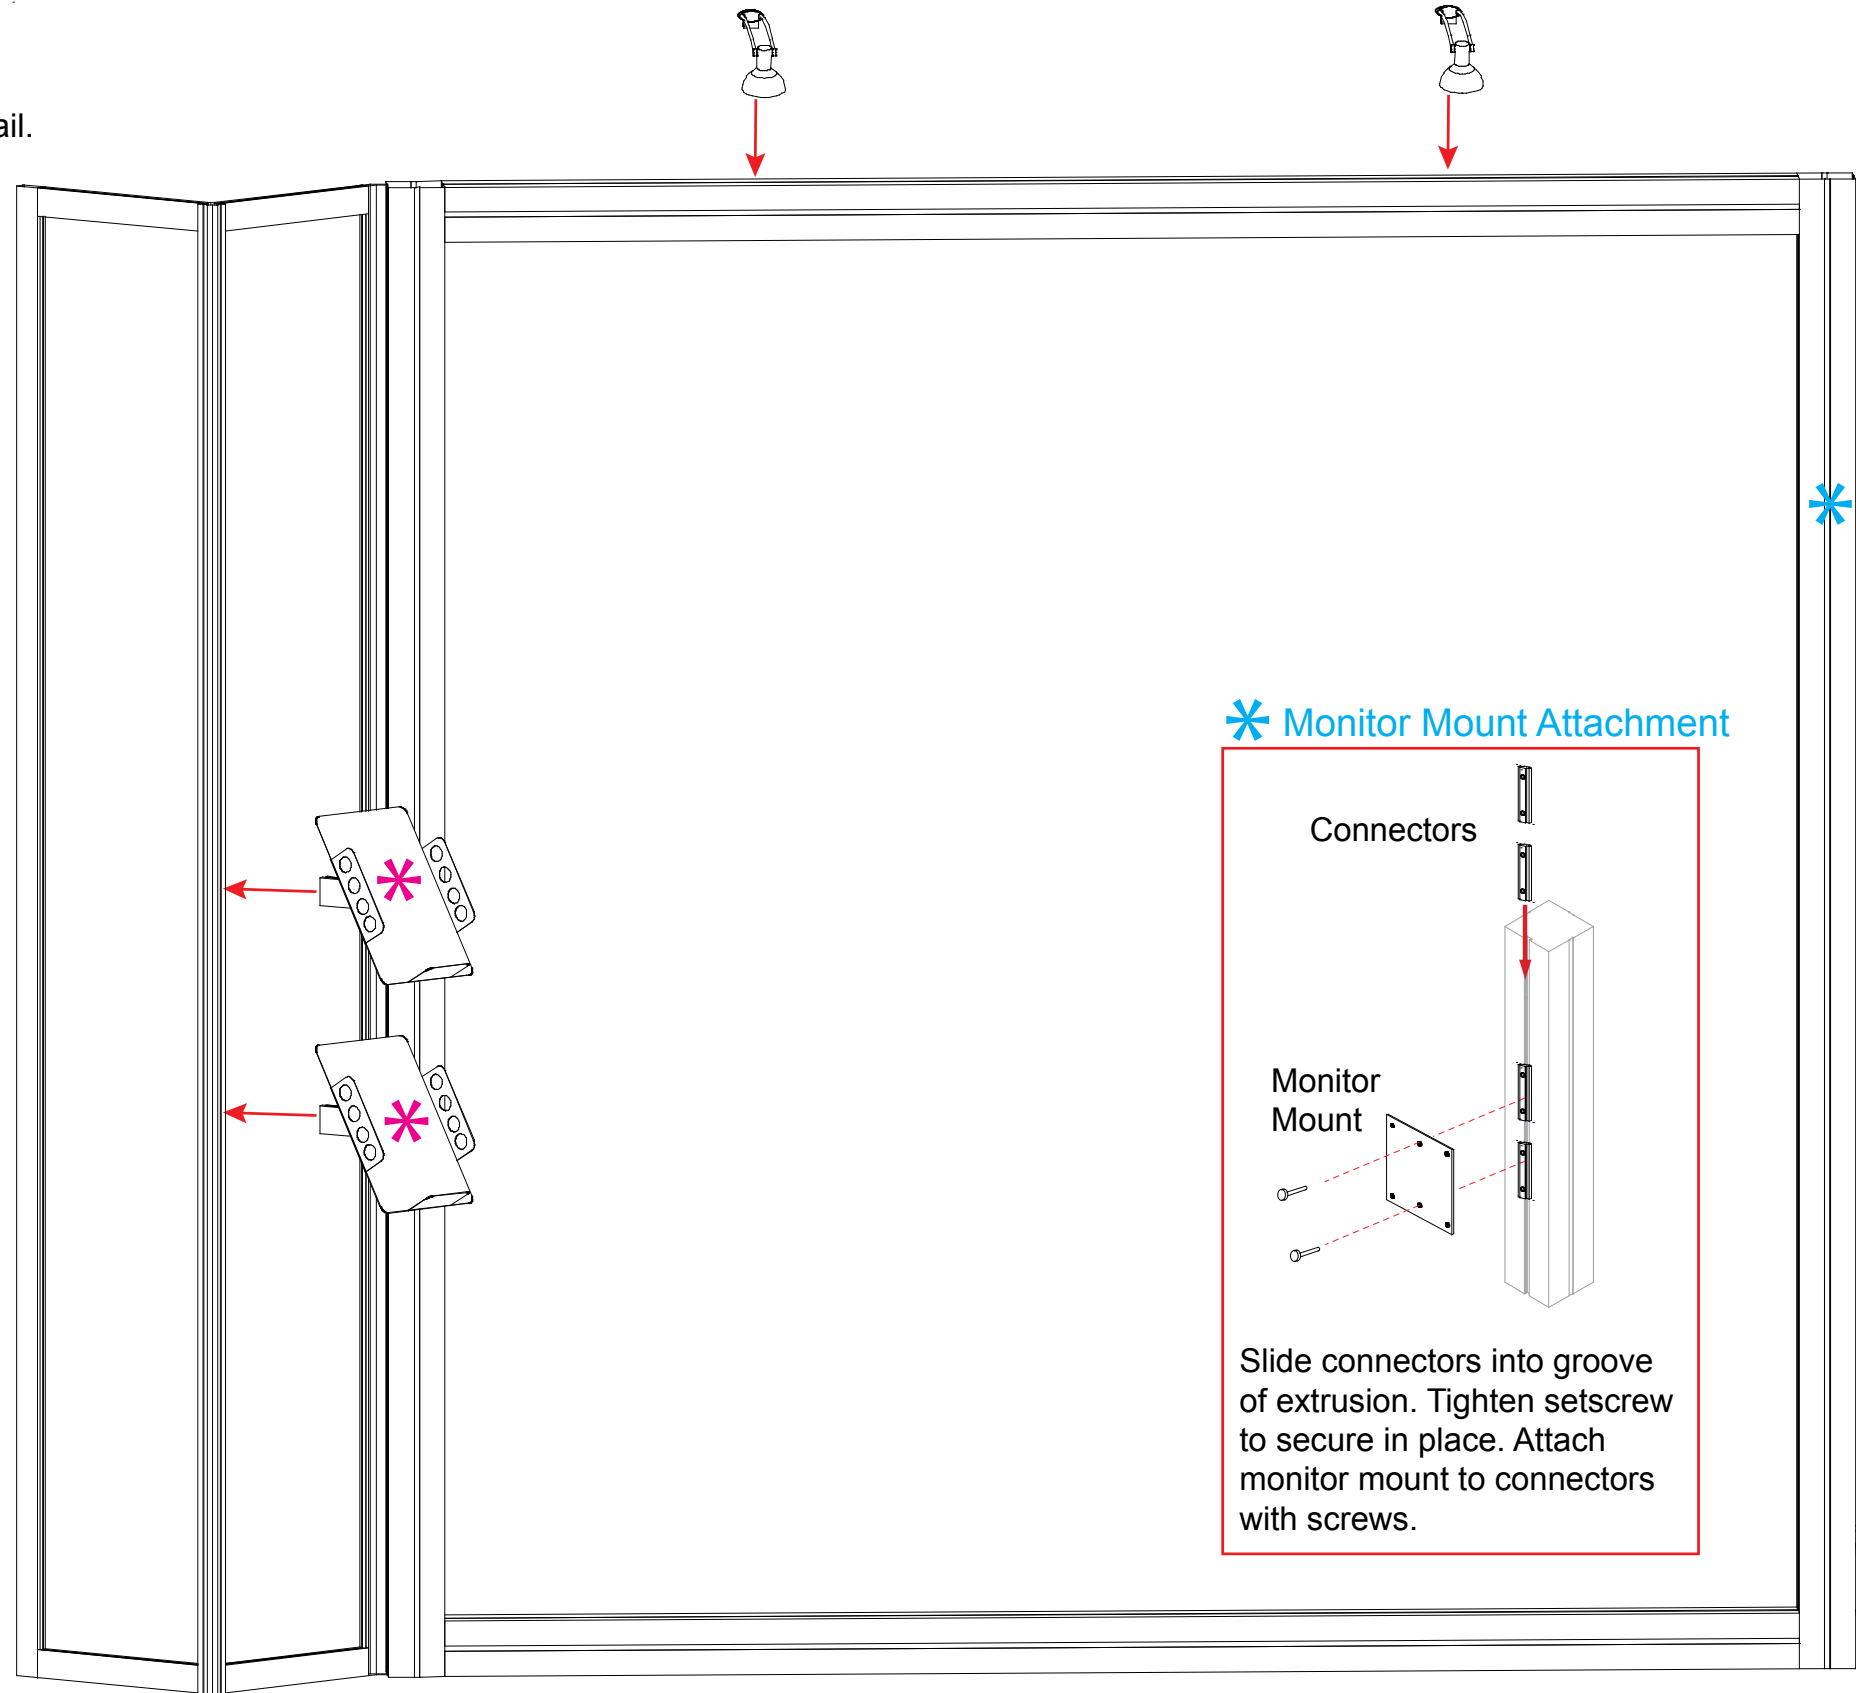 ail.
* Monitor Mount Attachment
Connectors
Monitor
Mount
Slide connectors into groove
of extrusion. Tighten setscrew
to secure in place. Attach
monitor mount to connectors
with screws.